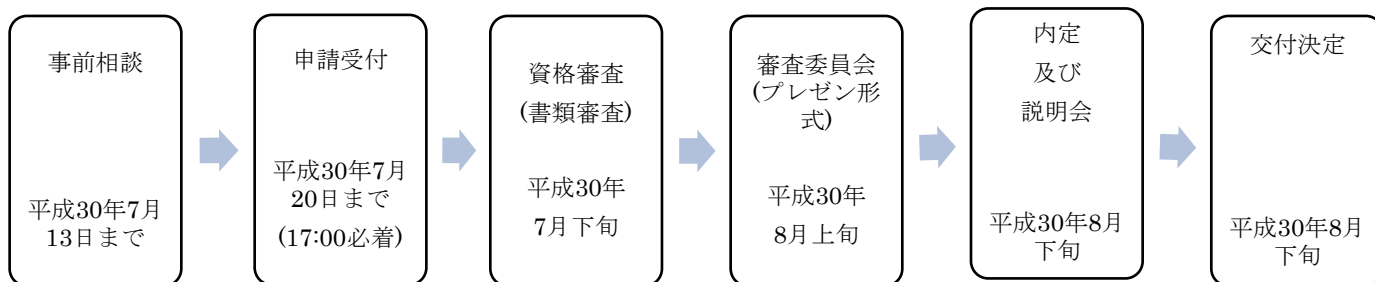 事前相談
平成30年7月
13日まで
申請受付
平成30年7月
20日まで
(17:00必着)
資格審査
(書類審査)
平成30年
7月下旬
審査委員会
(プレゼン形
式)
平成30年
8月上旬
内定
及び
説明会
平成30年8月
下旬
交付決定
平成30年8月
下旬